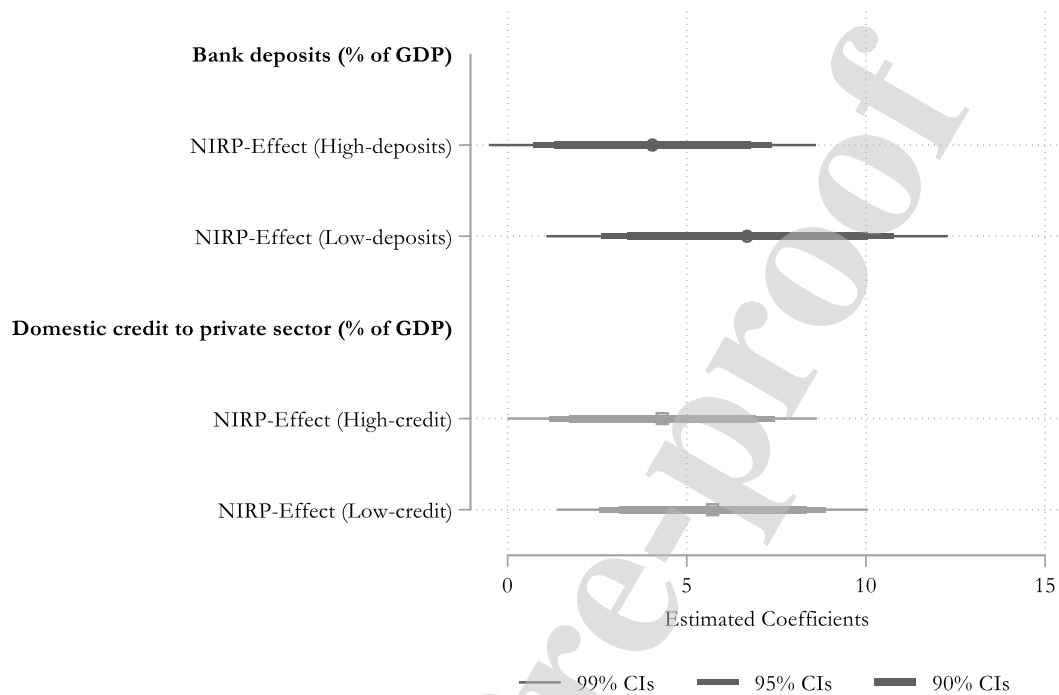 Bank deposits (% of GDP)
NIRP-Effect (High-deposits)
NIRP-Effect (Low-deposits)
Domestic credit to private sector (% of GDP)
NIRP-Effect (High-credit)
NIRP-Effect (Low-credit)
0 5 10 15
Estimated Coefficients
99% CIs 95% CIs 90% CIs
re-proof